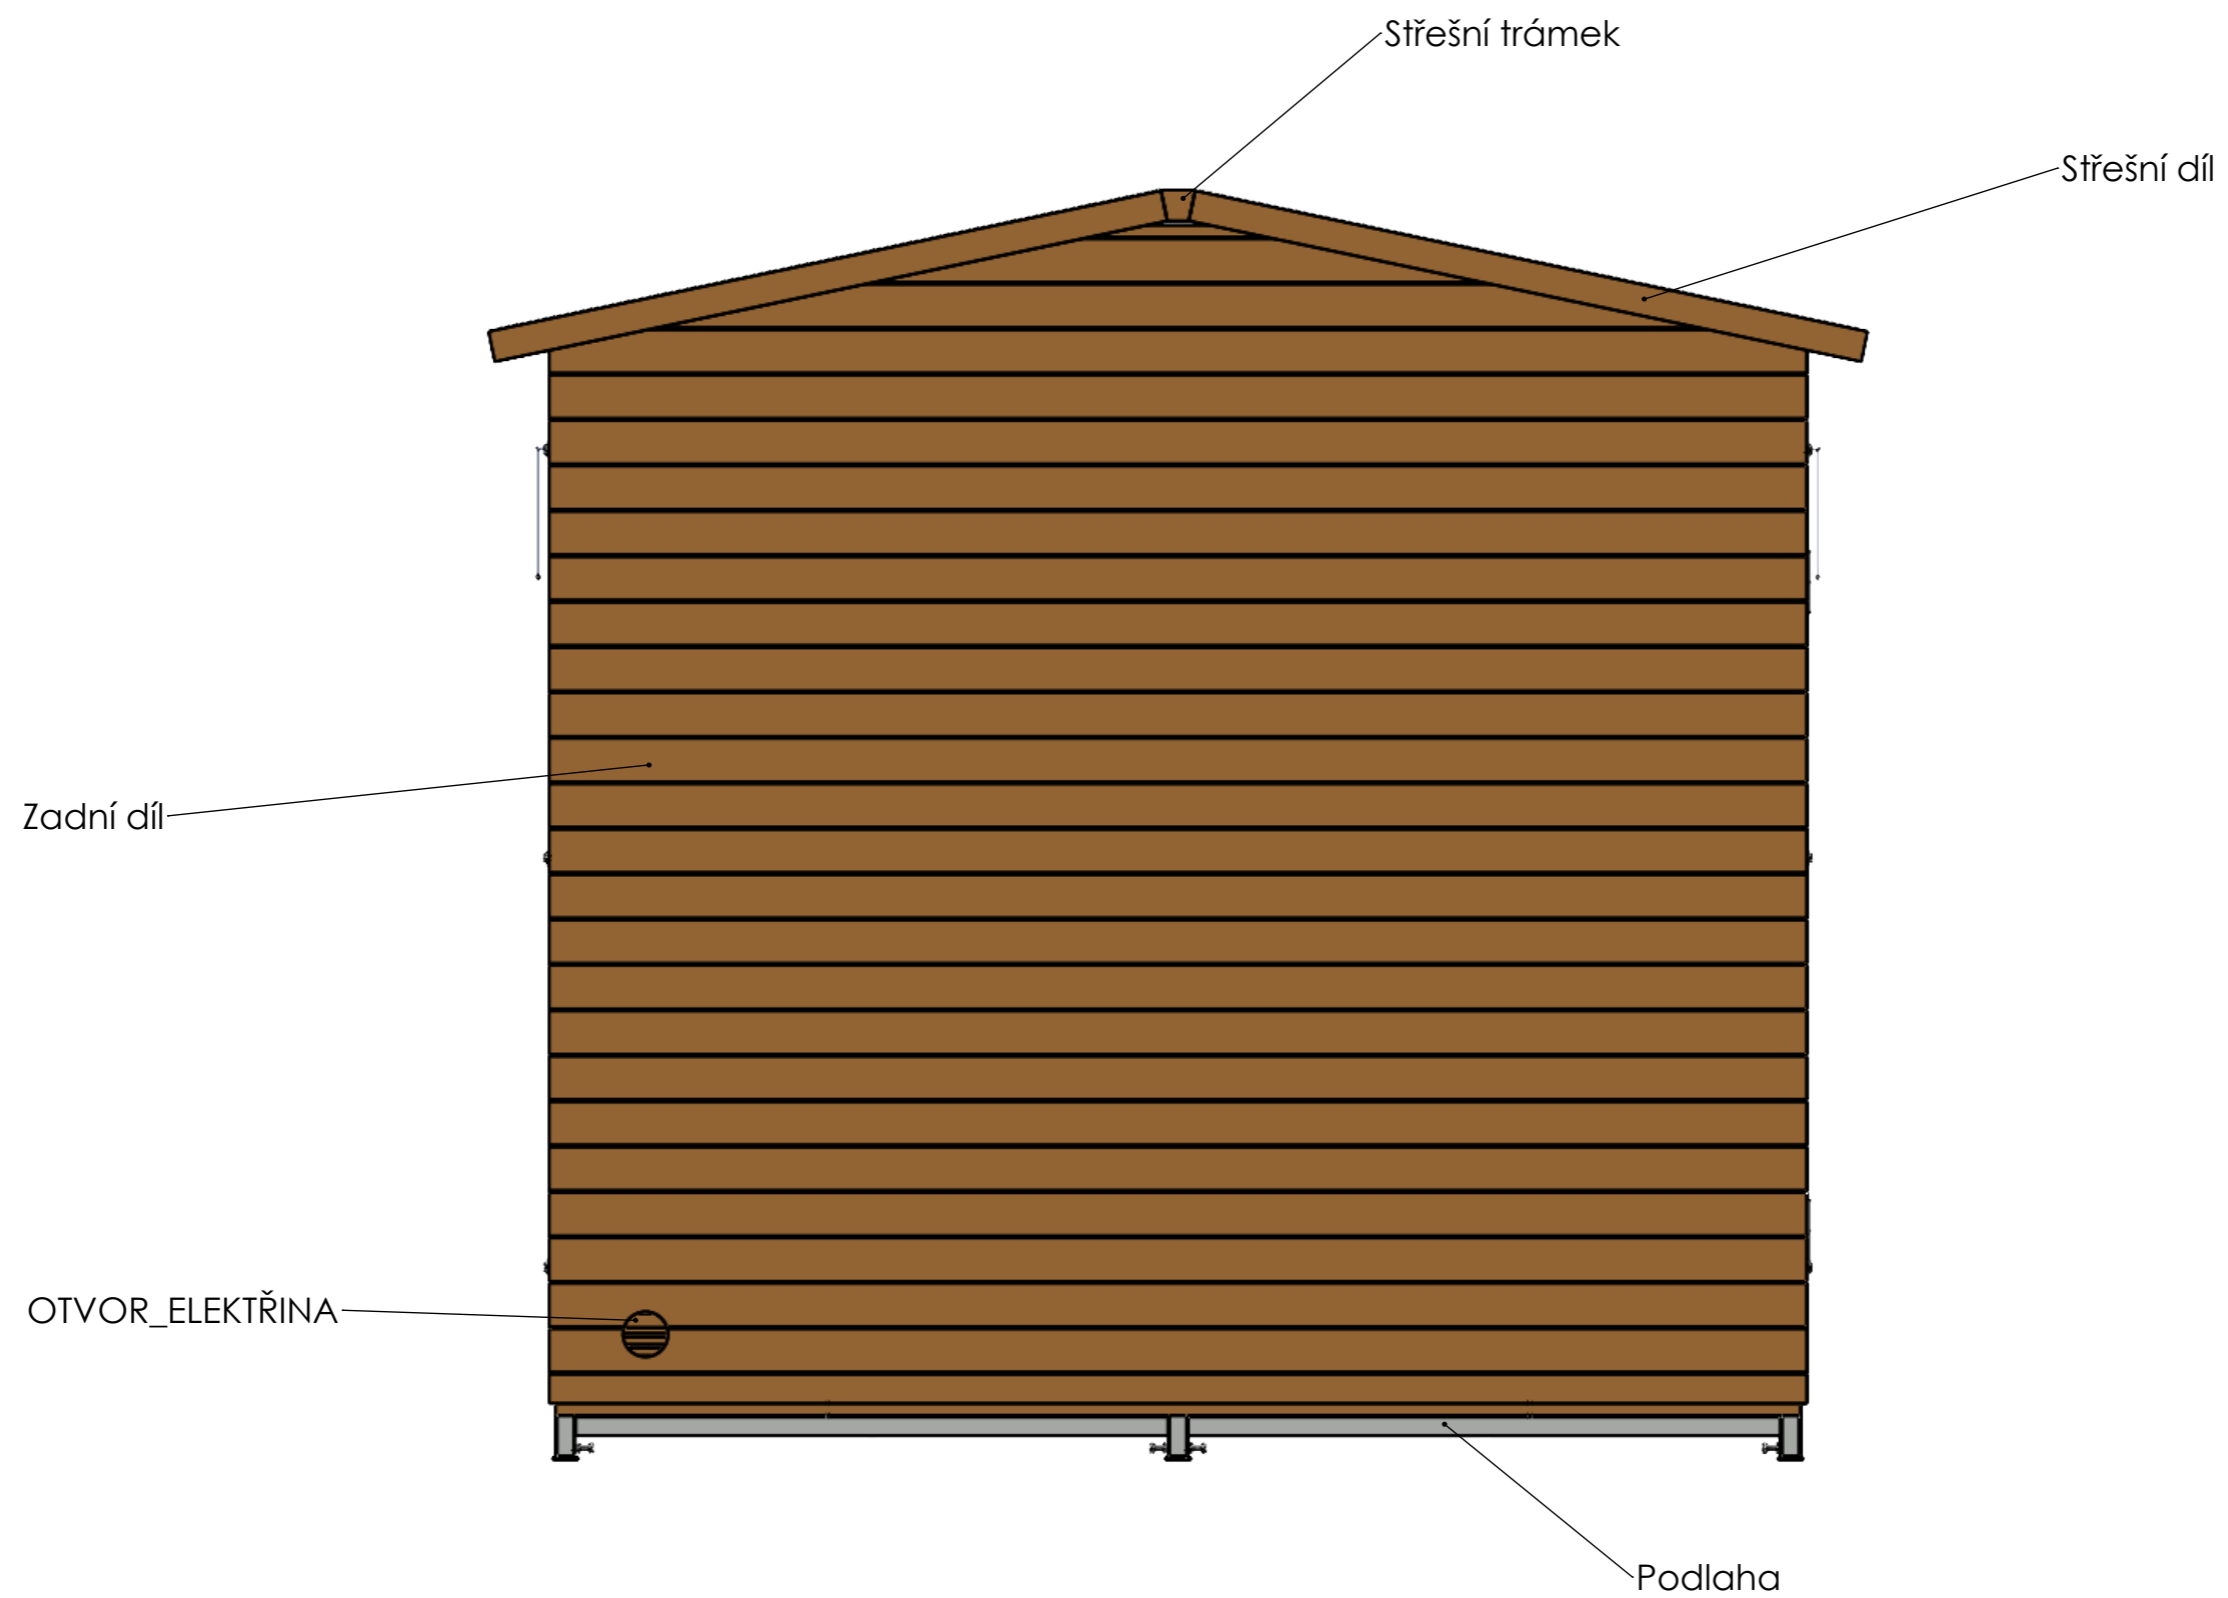 Střešní trámek
Střešní díl
Zadní díl
OTVOR_ELEKTŘINA
Podlaha